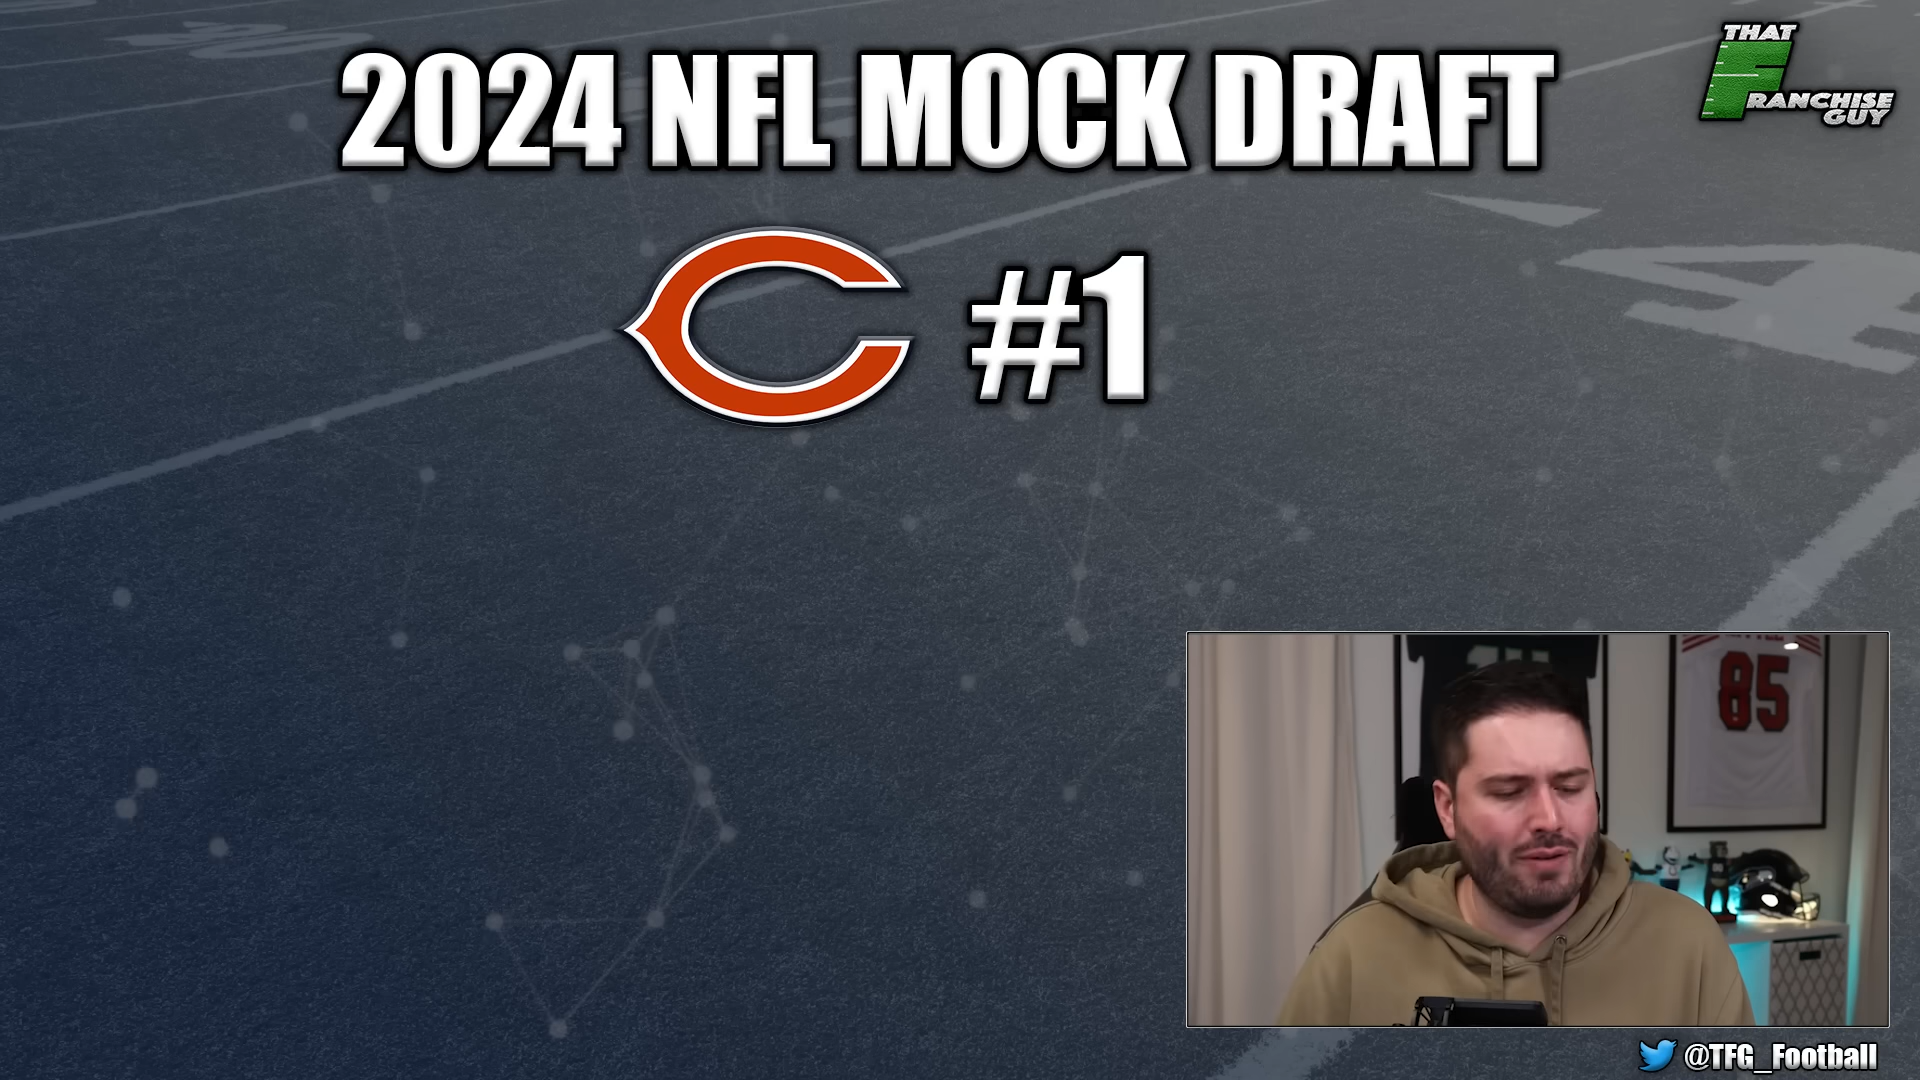 2024 NFL MOCK DRAFT
THAT
FRANCHISE
GUY
#1
85
@TFG_Football